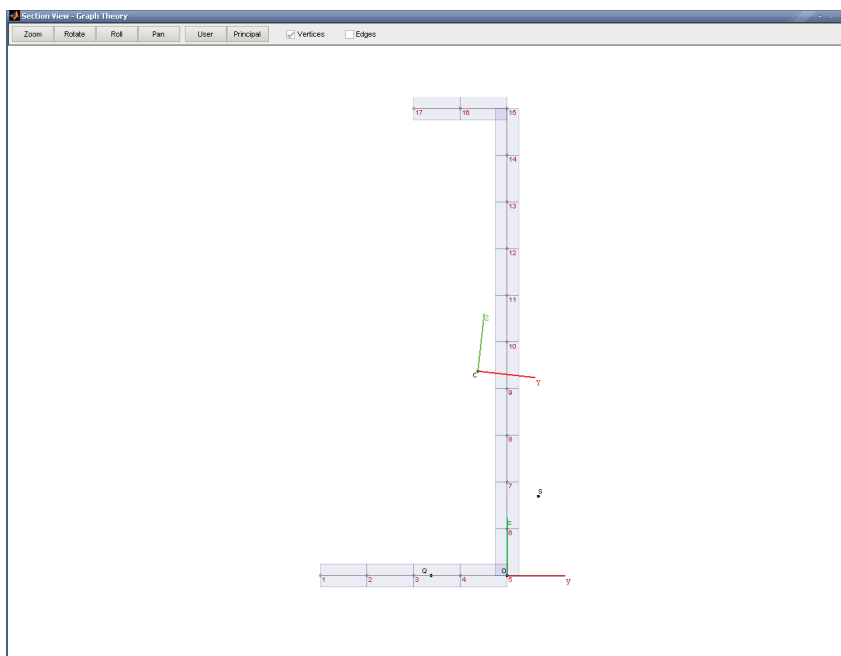 Section View - Graph Theory
Zoom Rotate Roll Pan User Principal Vertices Edges
17 16 15
14
13
12
11
Z
10
C Y
9
8
7
S
z
6
Q O
1 2 3 4 5 y